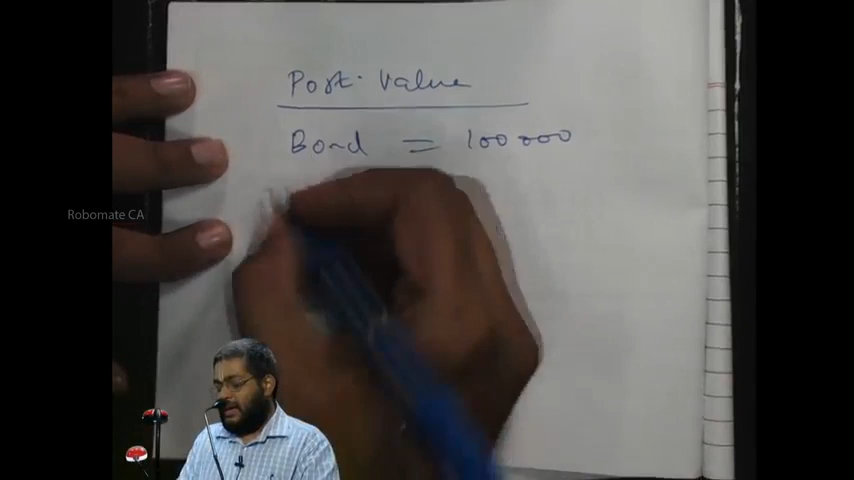 Port. Value
Bond = 100000
Robomate CA